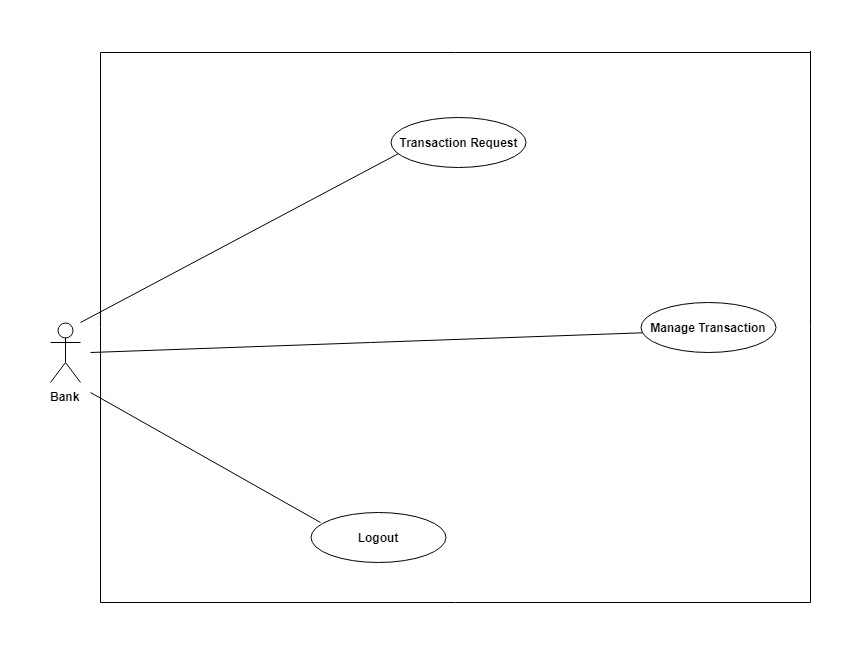 Transaction Request
Manage Transaction
Bank
Logout